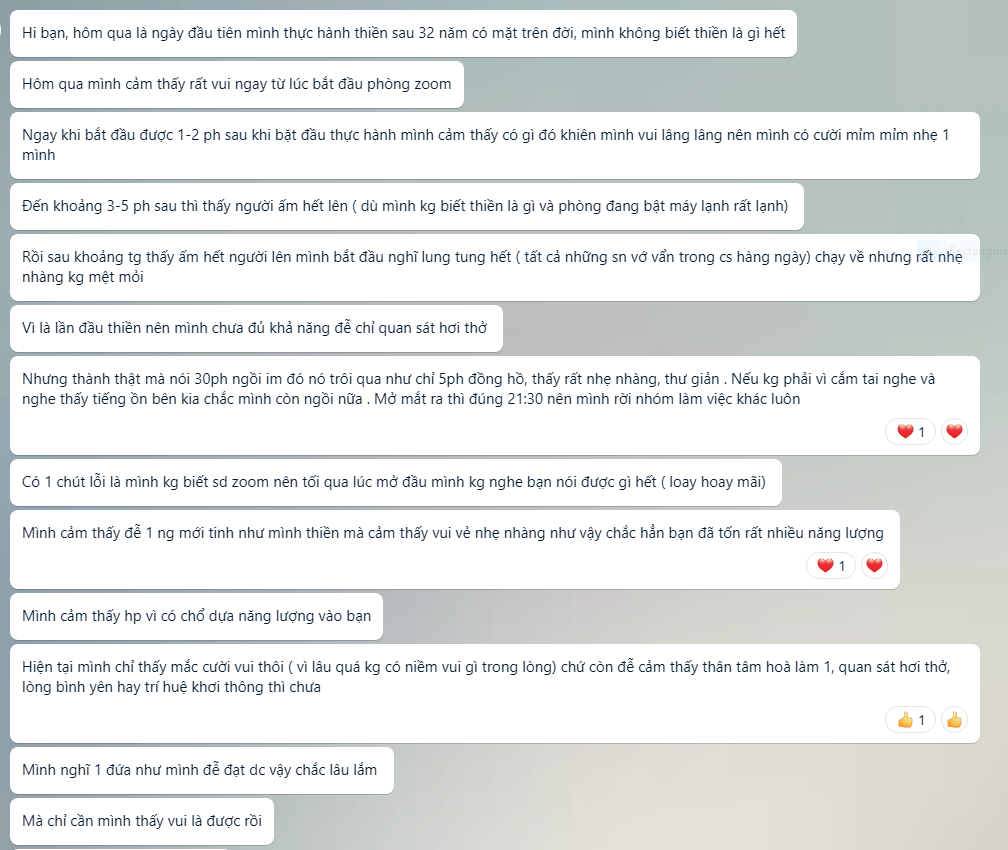 Hi bạn, hôm qua là ngày đầu tiên mình thực hành thiền sau 32 năm có mặt trên đời, mình không biết thiền là gì hết
Hôm qua mình cảm thấy rất vui ngay từ lúc bắt đầu phòng zoom
Ngay khi bắt đầu được 1-2 ph sau khi bặt đầu thực hành mình cảm thấy có gì đó khiên mình vui lâng lâng nên mình có cười mỉm mỉm nhẹ 1
mình
Đến khoảng 3-5 ph sau thì thấy người ấm hết lên ( dù mình kg biết thiền là gì và phòng đang bật máy lạnh rất lạnh)
Rồi sau khoảng tg thấy ấm hết người lên mình bắt đầu nghĩ lung tung hết ( tất cả những sn vớ vẩn trong cs hàng ngày) chạy về nhưng rất nhẹ
nhàng kg mệt mỏi
Vì là lần đầu thiền nên mình chưa đủ khả năng để chỉ quan sát hơi thở
Nhưng thành thật mà nói 30ph ngồi im đó nó trôi qua như chỉ 5ph đồng hồ, thấy rất nhẹ nhàng, thư giản . Nếu kg phải vì cắm tai nghe và
nghe thấy tiếng ồn bên kia chắc mình còn ngồi nữa . Mở mắt ra thì đúng 21:30 nên mình rời nhóm làm việc khác luôn
1
Có 1 chút lỗi là mình kg biết sd zoom nên tối qua lúc mở đầu mình kg nghe bạn nói được gì hết ( loay hoay mãi)
Mình cảm thấy để 1 ng mới tinh như mình thiền mà cảm thấy vui vẻ nhẹ nhàng như vậy chắc hẳn bạn đã tốn rất nhiều năng lượng
1
Mình cảm thấy hp vì có chổ dựa năng lượng vào bạn
Hiện tại mình chỉ thấy mắc cười vui thôi ( vì lâu quá kg có niềm vui gì trong lòng) chứ còn để cảm thấy thân tâm hoà làm 1, quan sát hơi thở,
lòng bình yên hay trí huệ khơi thông thì chưa
1
Mình nghĩ 1 đứa như mình để đạt dc vậy chắc lâu lắm
Mà chỉ cần mình thấy vui là được rồi